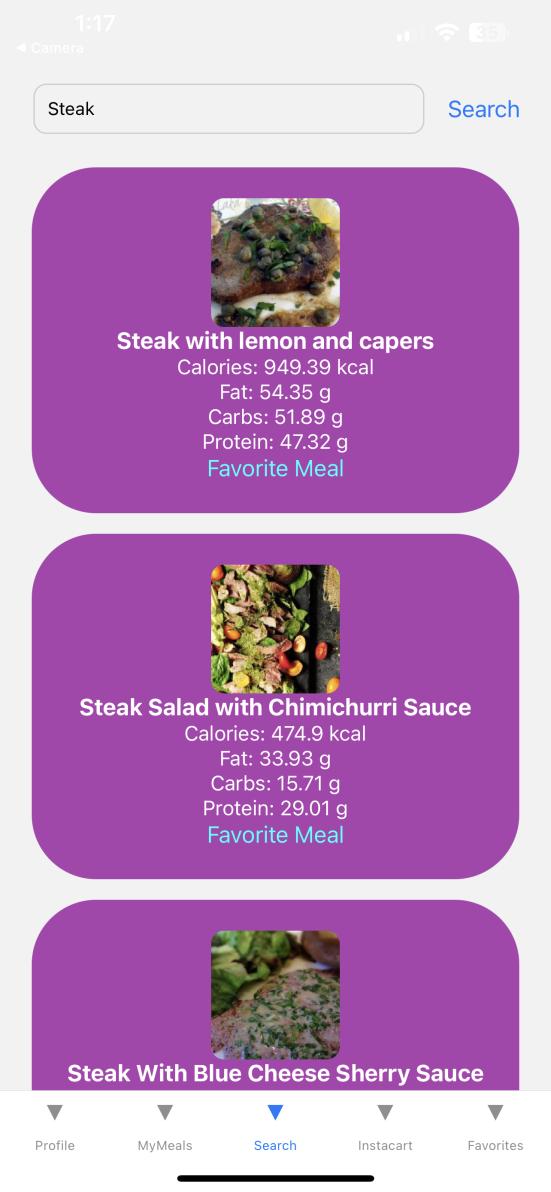 1:17
35
◀ Camera
Steak
Search
Steak with lemon and capers
Calories: 949.39 kcal
Fat: 54.35 g
Carbs: 51.89 g
Protein: 47.32 g
Favorite Meal
Steak Salad with Chimichurri Sauce
Calories: 474.9 kcal
Fat: 33.93 g
Carbs: 15.71 g
Protein: 29.01 g
Favorite Meal
Steak With Blue Cheese Sherry Sauce
Profile
MyMeals
Search
Instacart
Favorites